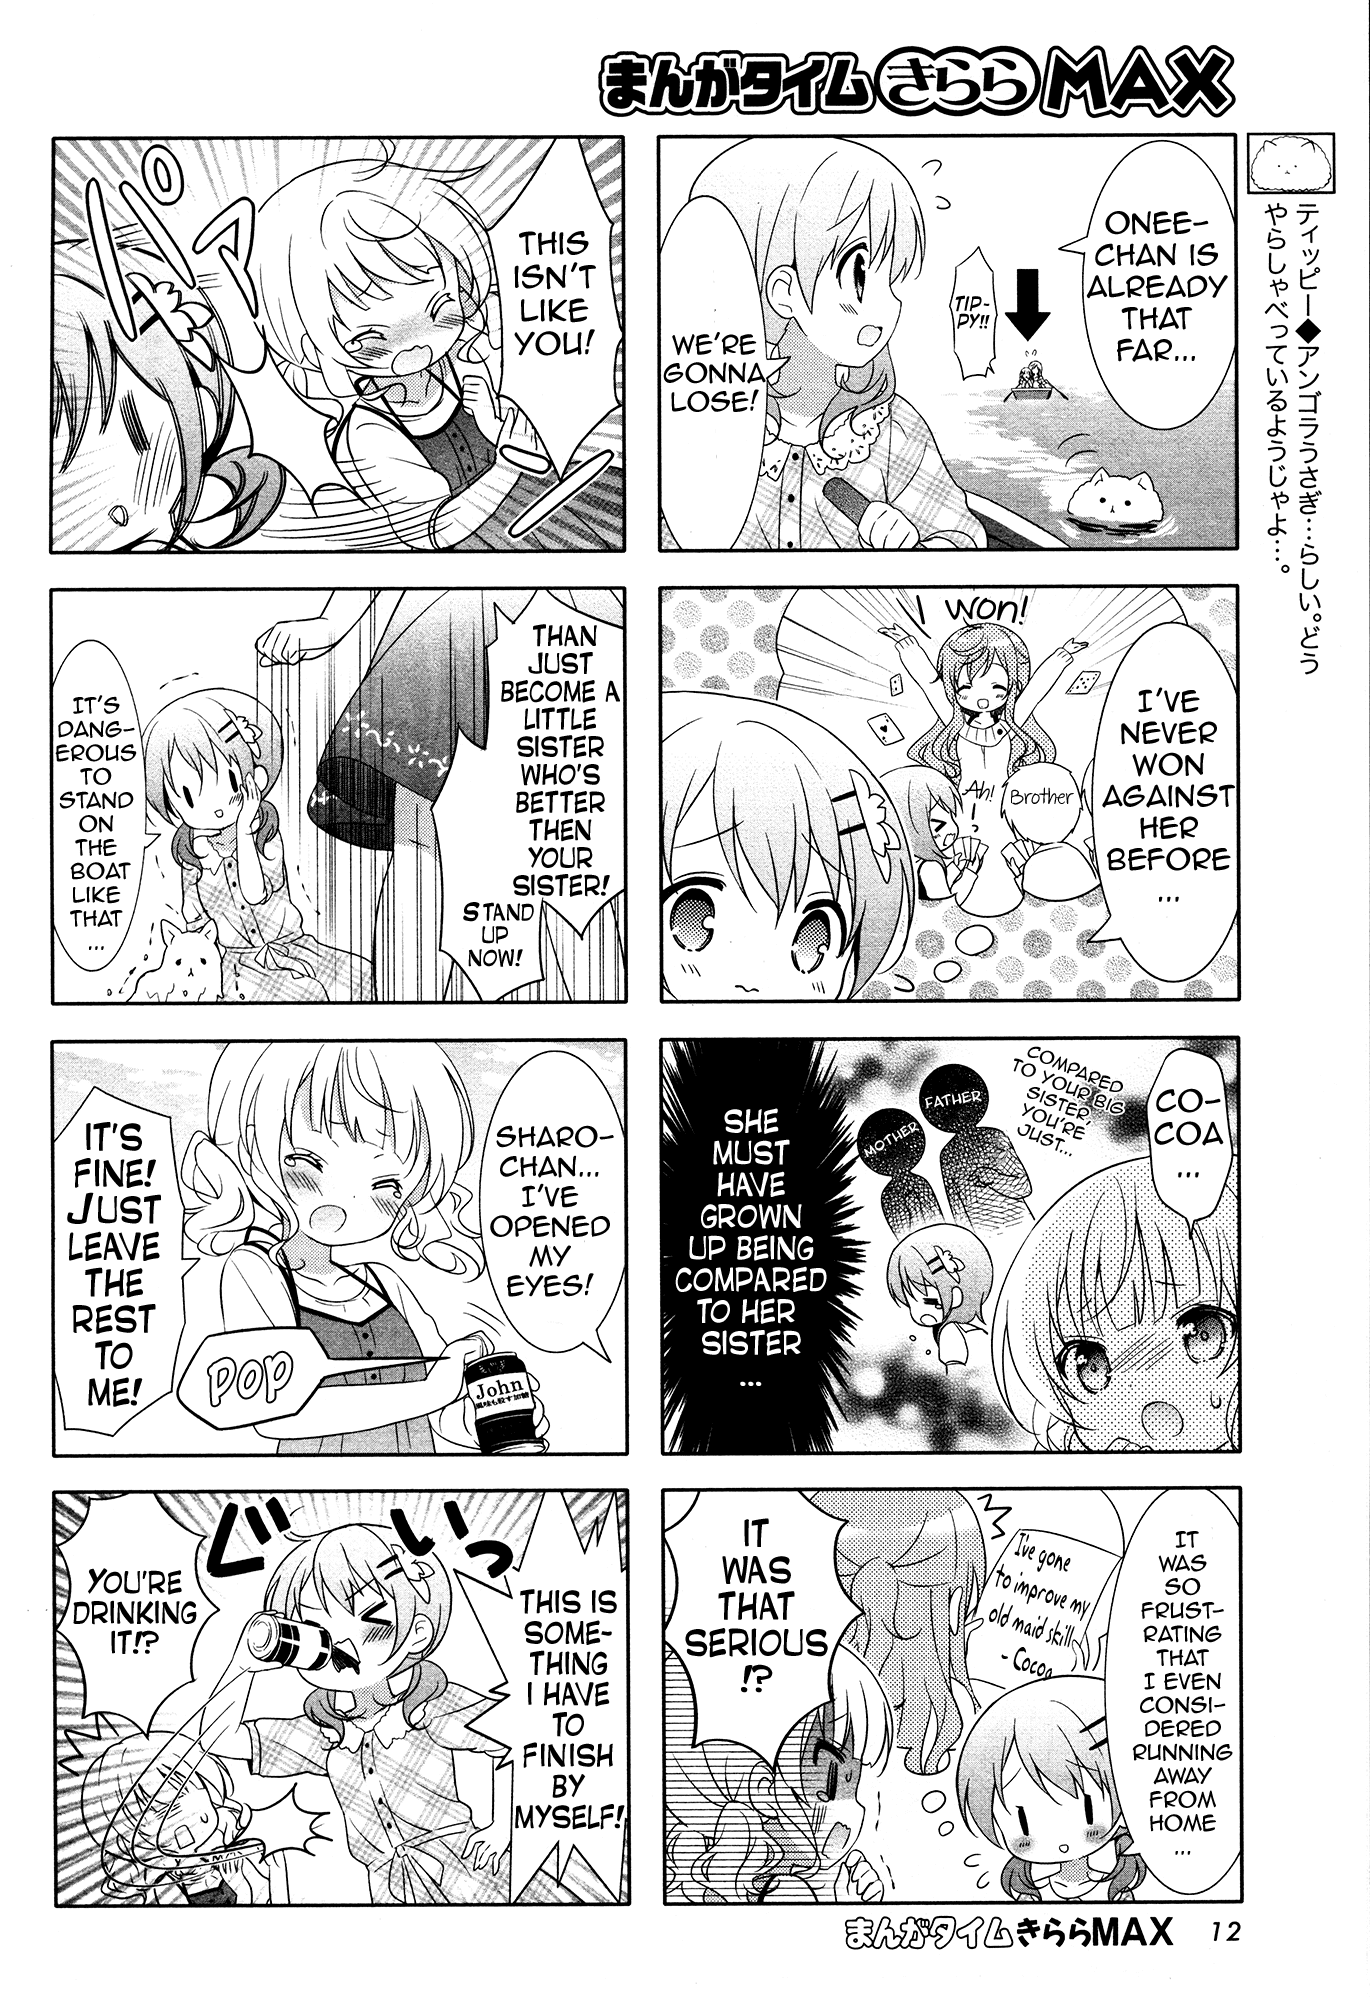 まんがタイムきららMAX
ティッピー◆アンゴラうさぎ…らしい。どう
やらしゃべっているようじゃよ…。
ONEE-
CHAN IS
ALREADY
THAT
FAR...
TIP-
PY!!
WE'RE
GONNA
LOSE!
I WON!
I'VE
NEVER
WON
AGAINST
HER
BEFORE
...
Ah!
Brother
CO-
COA
...
COMPARED
TO YOUR BIG
SISTER,
YOU'RE
JUST...
FATHER
MOTHER
SHE
MUST
HAVE
GROWN
UP BEING
COMPARED
TO HER
SISTER
...
IT
WAS SO
FRUST-
RATING THAT
I EVEN
CONSI-
DERED
RUNNING
AWAY
FROM
HOME
...
I've gone
to improve my
old maid skill
- Cocoa
IT
WAS
THAT
SERIOUS
!?
THIS
ISN'T
LIKE
YOU!
パァーン
THAN
JUST
BECOME A
LITTLE
SISTER
WHO'S
BETTER
THEN
YOUR
SISTER!
STAND
UP
NOW!
IT'S
DANG-
EROUS
TO
STAND
ON
THE
BOAT
LIKE
THAT
...
SHARO-
CHAN...
I'VE
OPENED
MY
EYES!
IT'S
FINE!
JUST
LEAVE
THE
REST
TO
ME!
POP
John
THIS IS
SOME-
THING
I HAVE
TO
FINISH
BY
MYSELF!
ぐいっ
YOU'RE
DRINKING
IT!?
まんがタイムきららMAX 12